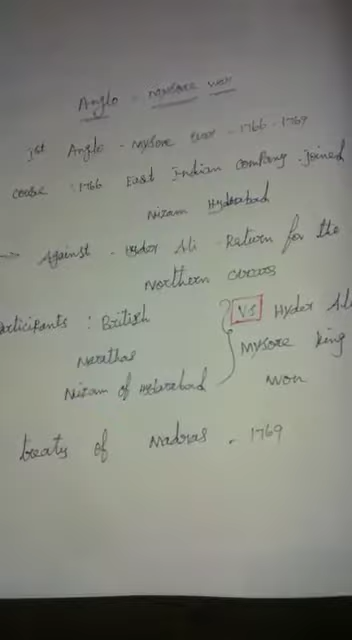 Anglo - mysore war
1st Anglo - Mysore war - 1766 - 1769
cause : 1766 East Indian company joined
Nizam Hyderabad
→ Against - Hyder Ali - Return for the
Northern circars
articipants : British
Marathas
Nizam of Hyderabad
VS Hyder Al
Mysore king
won
treaty of Madras - 1769